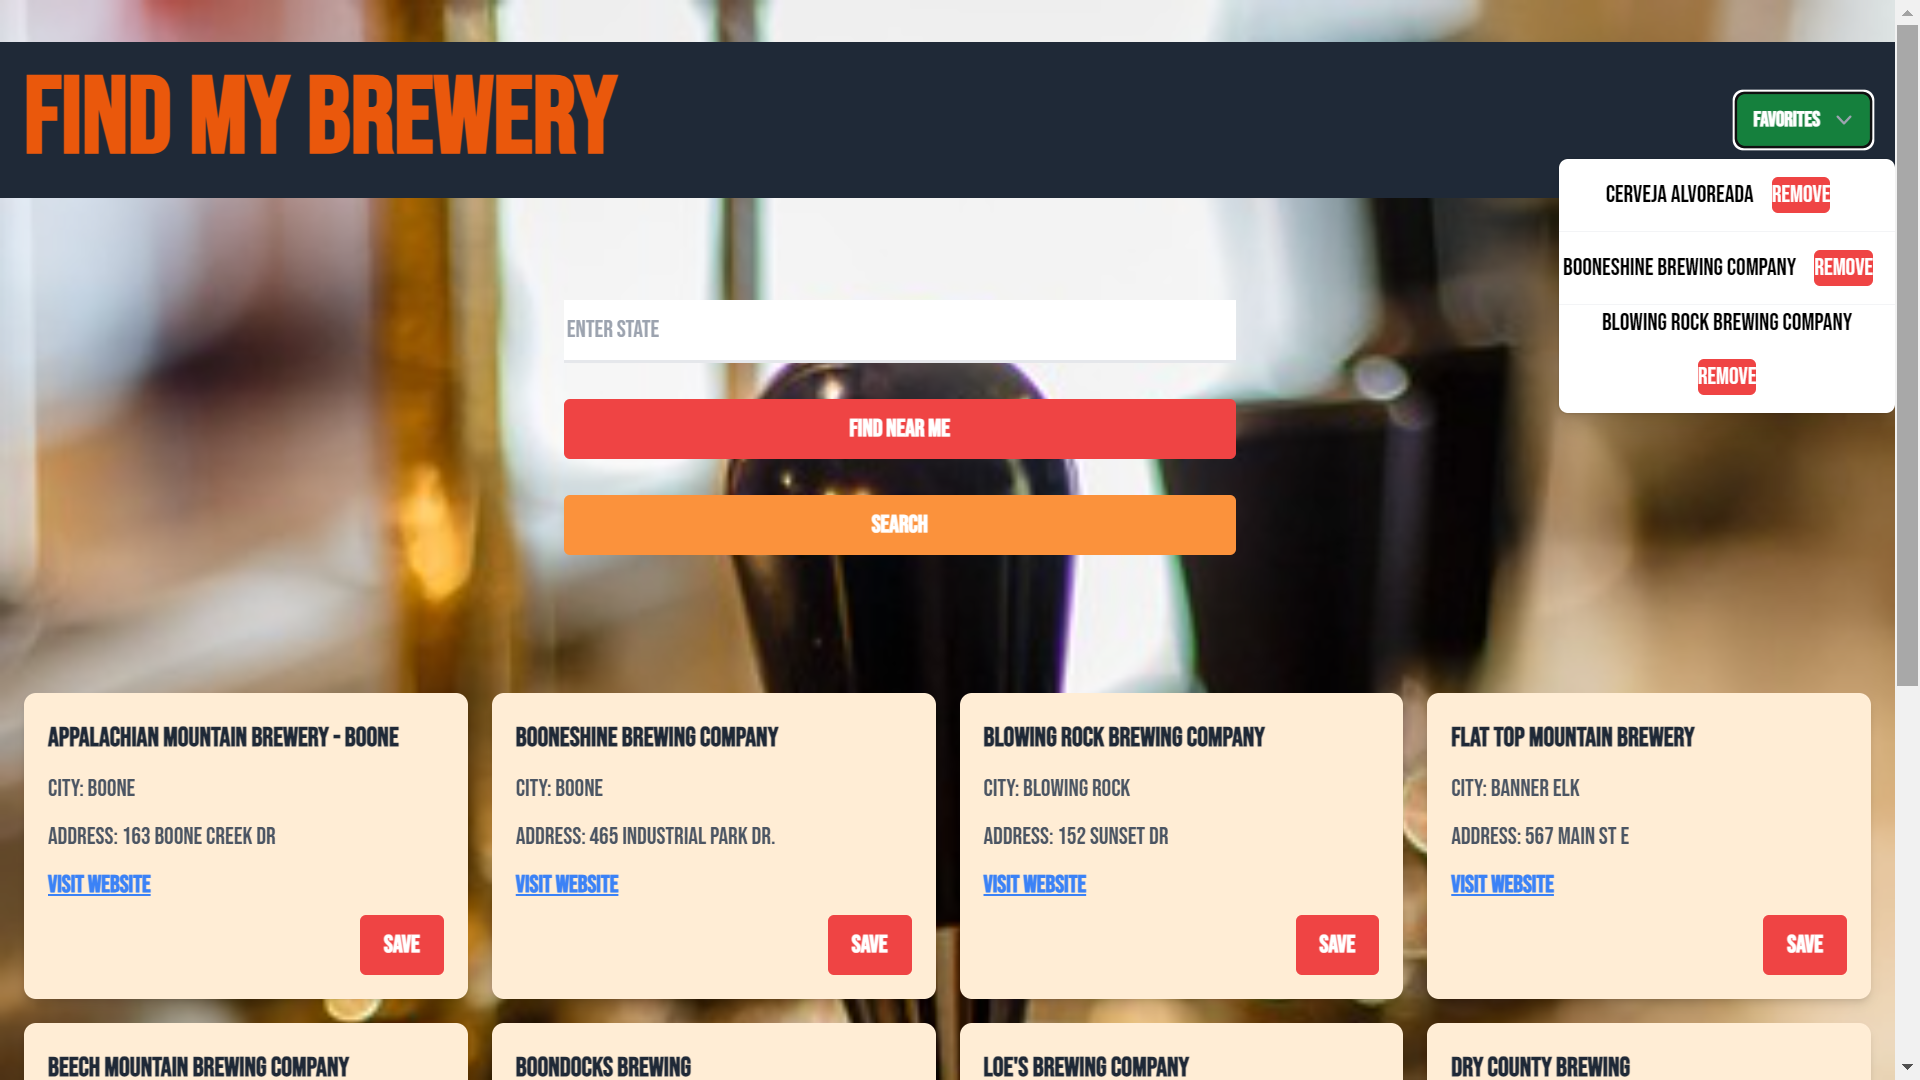 FIND MY BREWERY
FAVORITES
CERVEJA ALVOREADA REMOVE
BOONESHINE BREWING COMPANY REMOVE
BLOWING ROCK BREWING COMPANY
REMOVE
ENTER STATE
FIND NEAR ME
SEARCH
APPALACHIAN MOUNTAIN BREWERY - BOONE
CITY: BOONE
ADDRESS: 163 BOONE CREEK DR
VISIT WEBSITE
SAVE
BOONESHINE BREWING COMPANY
CITY: BOONE
ADDRESS: 465 INDUSTRIAL PARK DR.
VISIT WEBSITE
SAVE
BLOWING ROCK BREWING COMPANY
CITY: BLOWING ROCK
ADDRESS: 152 SUNSET DR
VISIT WEBSITE
SAVE
FLAT TOP MOUNTAIN BREWERY
CITY: BANNER ELK
ADDRESS: 567 MAIN ST E
VISIT WEBSITE
SAVE
BEECH MOUNTAIN BREWING COMPANY
BOONDOCKS BREWING
LOE'S BREWING COMPANY
DRY COUNTY BREWING